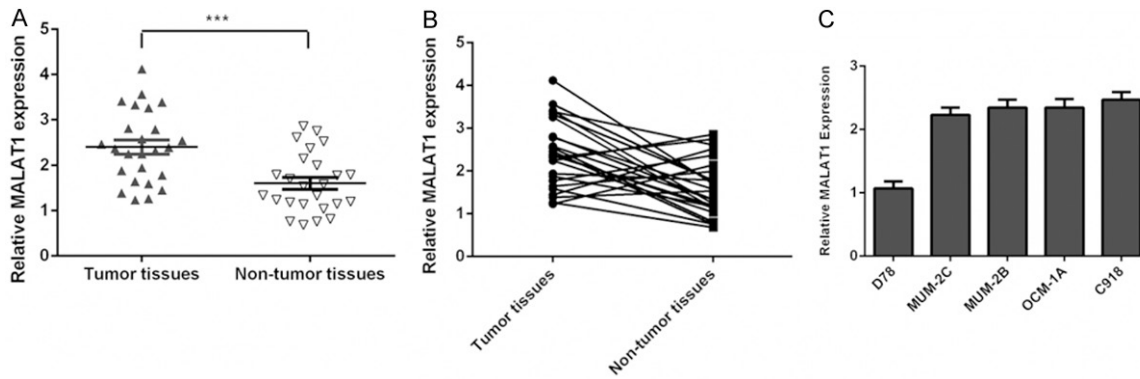 A
Relative MALAT1 expression
5
4
3
2
1
0
***
Tumor tissues
Non-tumor tissues
B
Relative MALAT1 expression
5
4
3
2
1
0
Tumor tissues
Non-tumor tissues
C
Relative MALAT1 Expression
3
2
1
0
D78
MUM-2C
MUM-2B
OCM-1A
C918